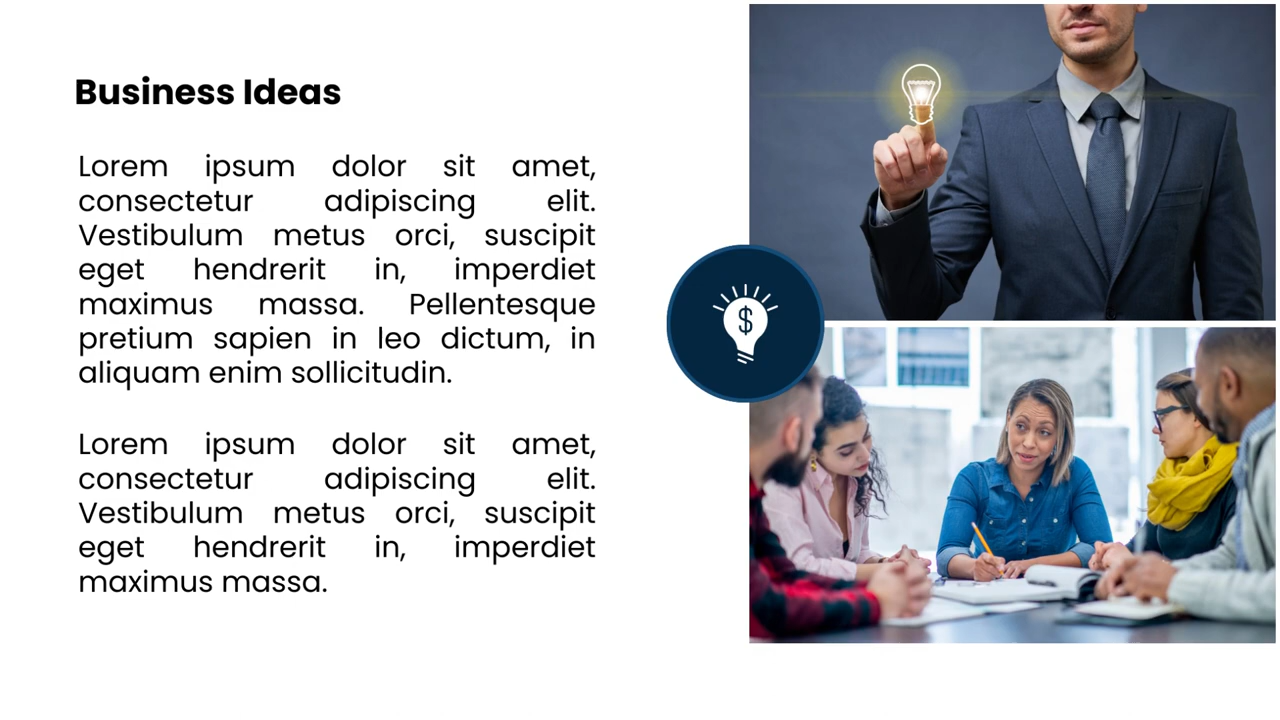 Business Ideas
Lorem ipsum dolor sit amet,
consectetur adipiscing elit.
Vestibulum metus orci, suscipit
eget hendrerit in, imperdiet
maximus massa. Pellentesque
pretium sapien in leo dictum, in
aliquam enim sollicitudin.
Lorem ipsum dolor sit amet,
consectetur adipiscing elit.
Vestibulum metus orci, suscipit
eget hendrerit in, imperdiet
maximus massa.
$